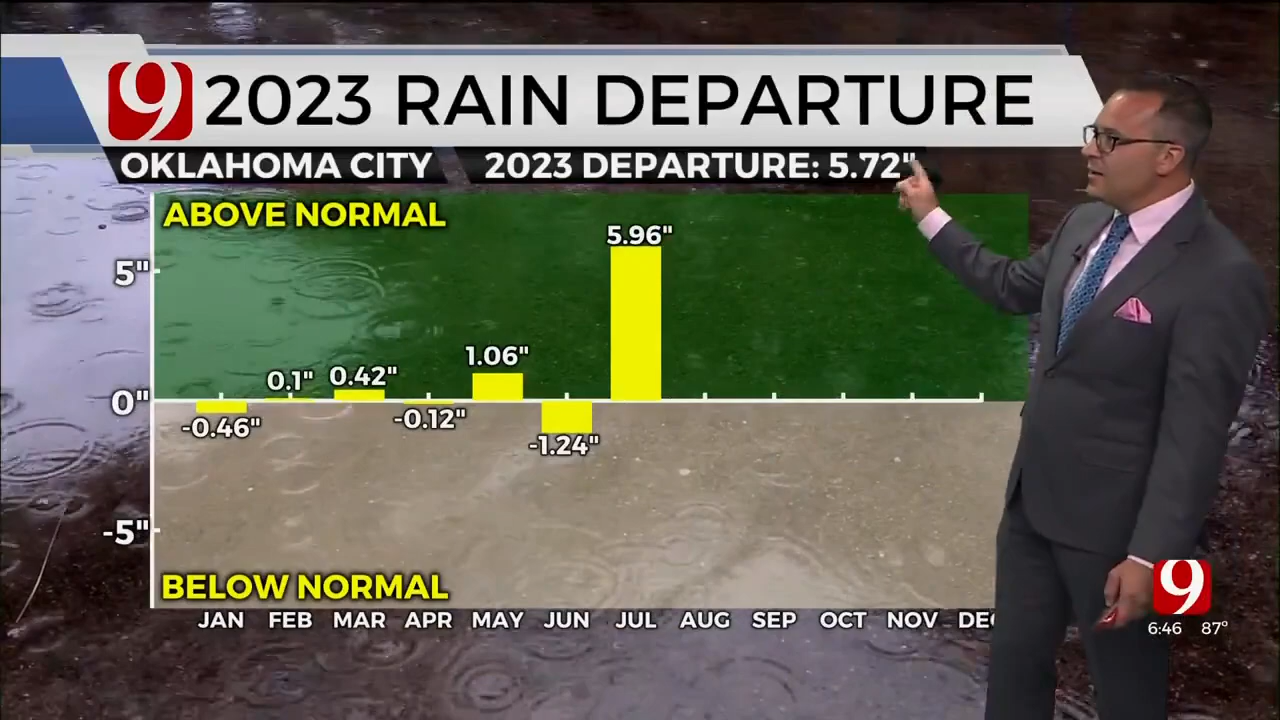 9 2023 RAIN DEPARTURE
OKLAHOMA CITY 2023 DEPARTURE: 5.72"
ABOVE NORMAL
5.96"
5"
1.06"
0.1" 0.42"
0"
-0.46" -0.12"
-1.24"
-5"
BELOW NORMAL
JAN FEB MAR APR MAY JUN JUL AUG SEP OCT NOV DEC
9
6:46 87°